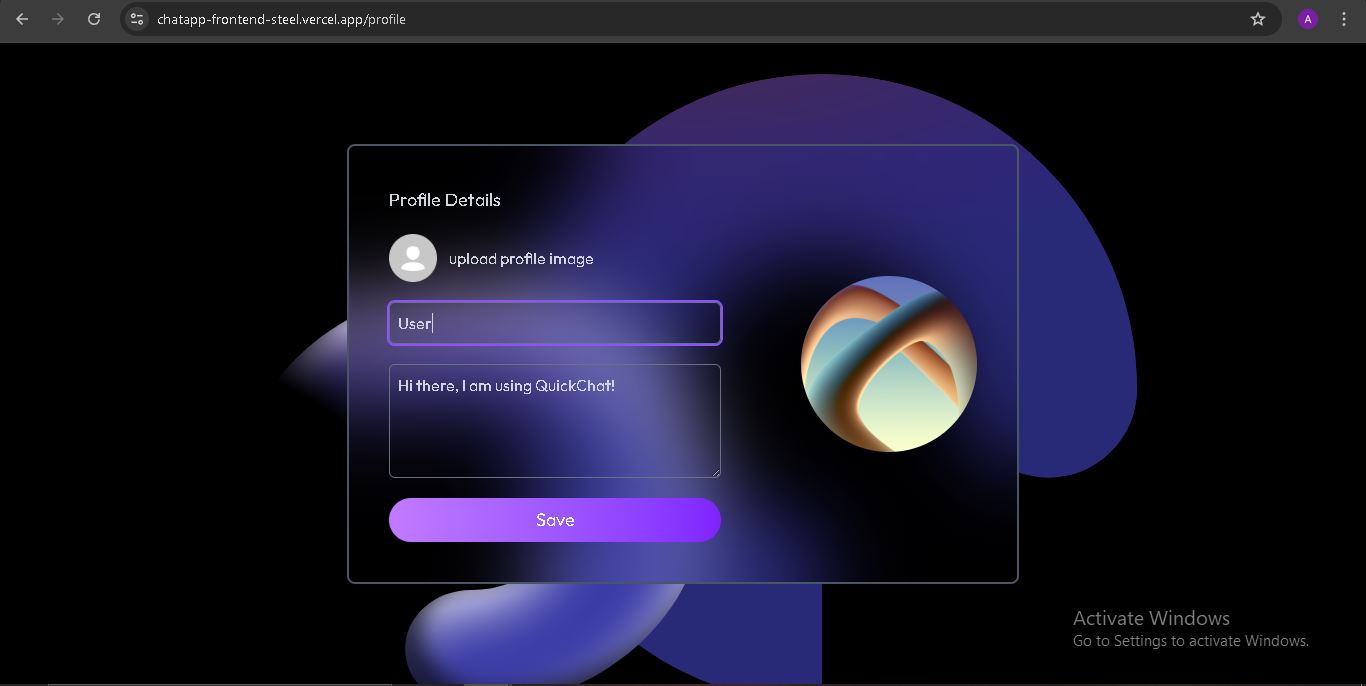 chatapp-frontend-steel.vercel.app/profile
A
Profile Details
upload profile image
User
Hi there, I am using QuickChat!
Save
Activate Windows
Go to Settings to activate Windows.